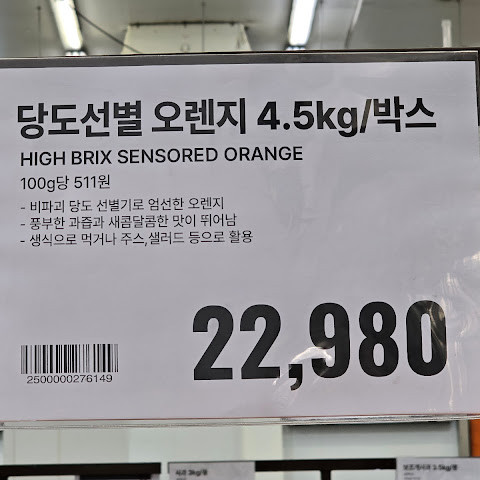 당도선별 오렌지 4.5kg/박스
HIGH BRIX SENSORED ORANGE
100g당 511원
- 비파괴 당도 선별기로 엄선한 오렌지
- 풍부한 과즙과 새콤달콤한 맛이 뛰어남
- 생식으로 먹거나 주스,샐러드 등으로 활용
22,980
2500000276149